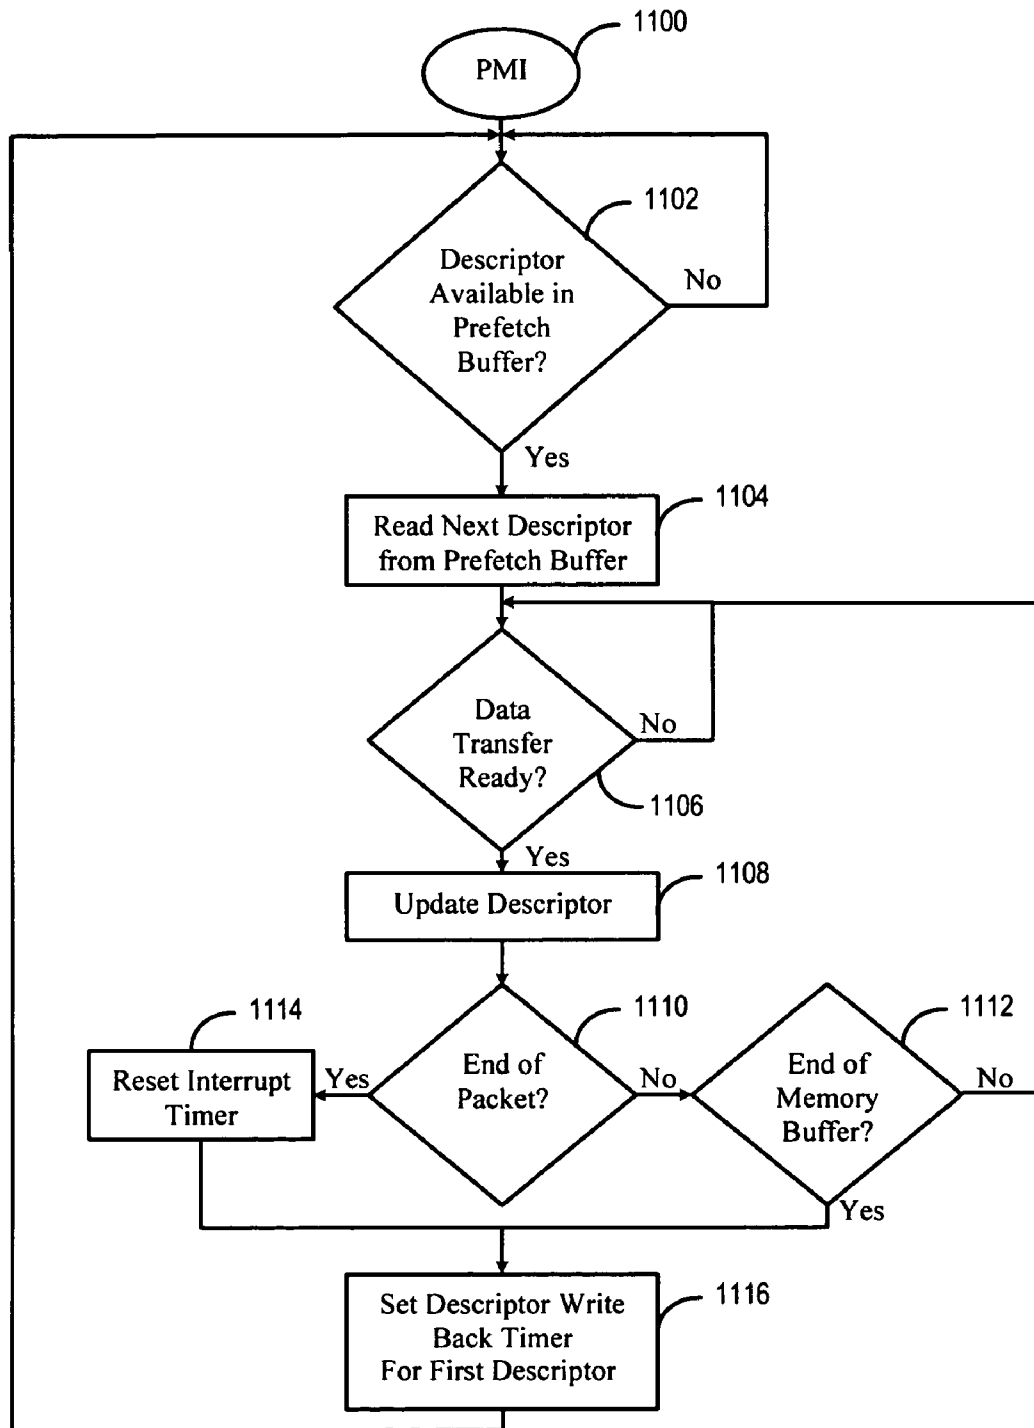 1100
PMI
1102
Descriptor
Available in
Prefetch
Buffer?
No
Yes
1104
Read Next Descriptor
from Prefetch Buffer
Data
Transfer
Ready?
No
1106
Yes
1108
Update Descriptor
1114
1110
1112
Reset Interrupt
Timer
Yes
End of
Packet?
No
End of
Memory
Buffer?
No
Yes
1116
Set Descriptor Write
Back Timer
For First Descriptor